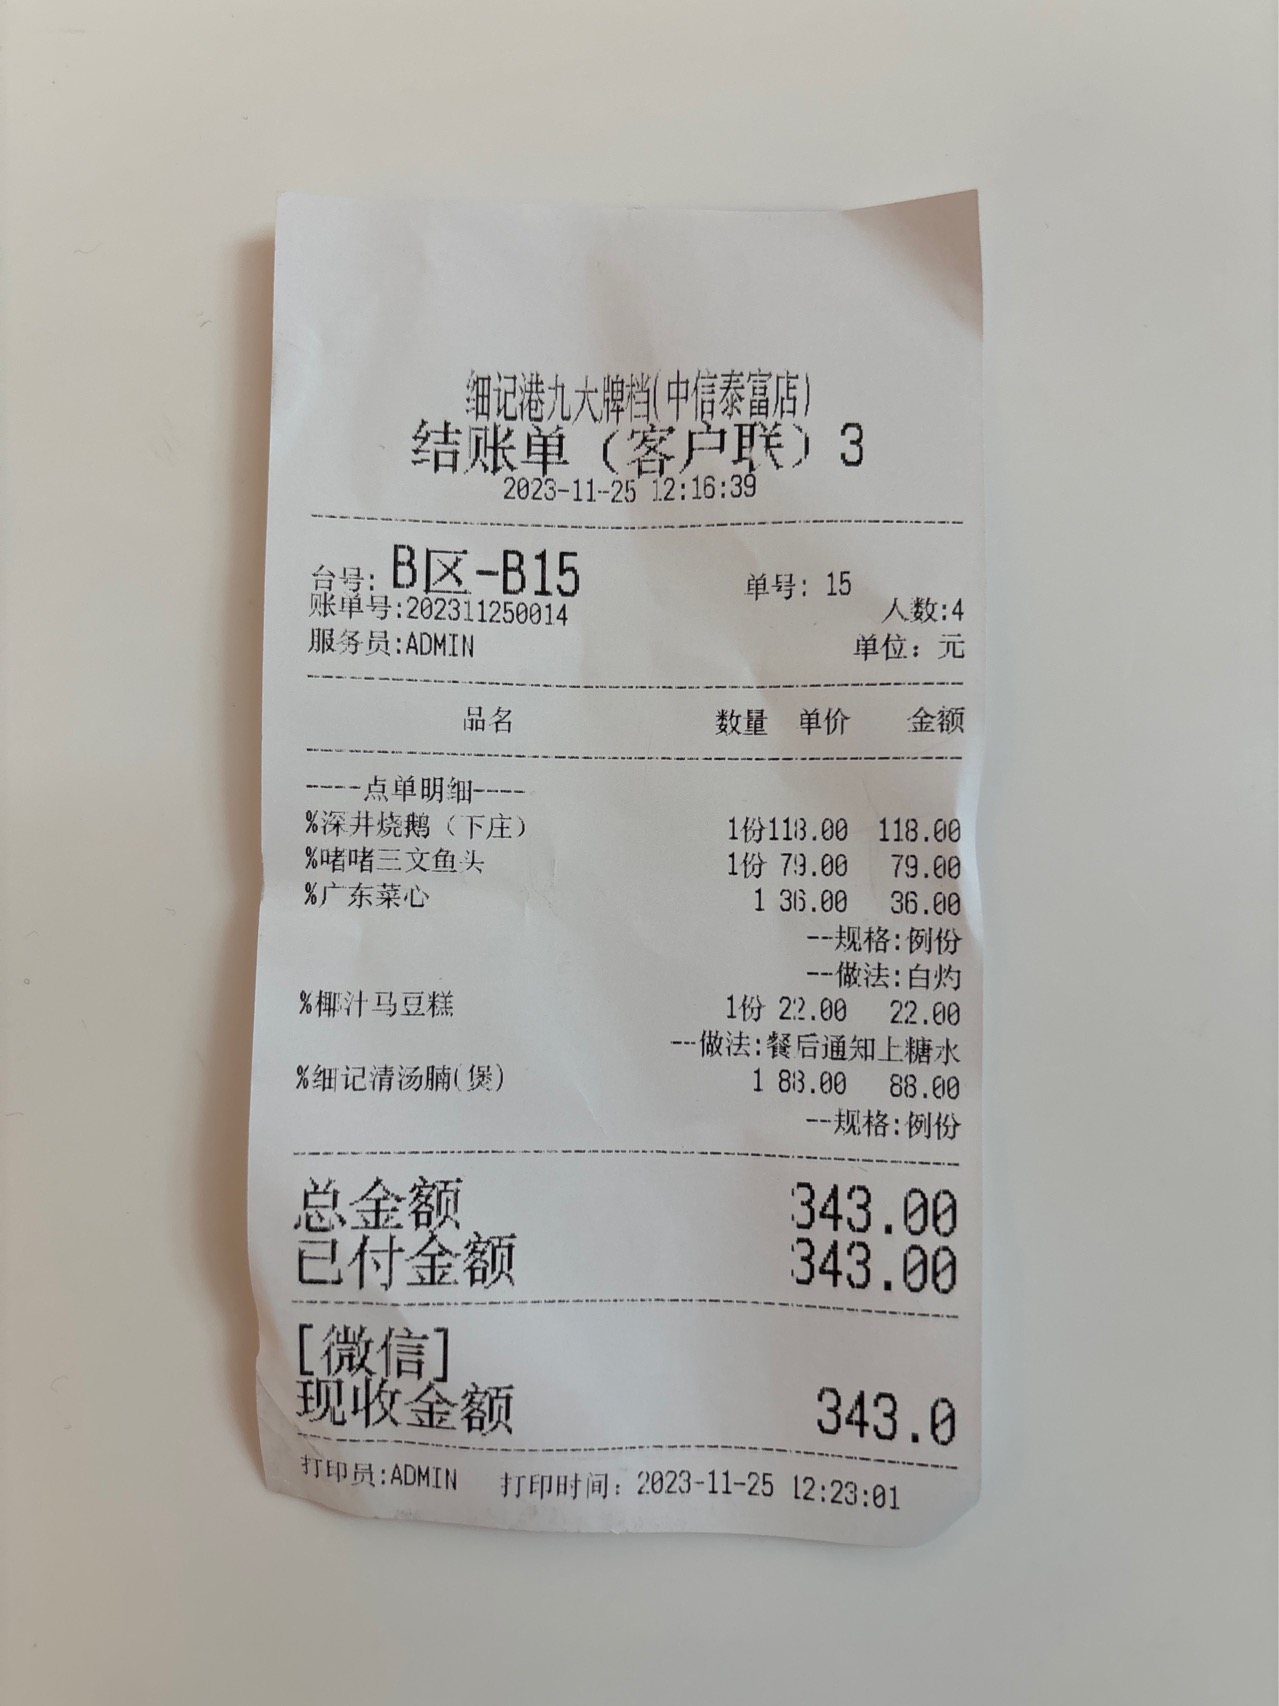 细记港九大牌档(中信泰富店)
结账单（客户联）3
2023-11-25 12:16:39
台号: B区-B15 单号: 15
账单号:202311250014 人数:4
服务员:ADMIN 单位: 元
品名 数量 单价 金额
----点单明细----
%深井烧鹅（下庄） 1份118.00 118.00
%啫啫三文鱼头 1份 79.00 79.00
%广东菜心 1 36.00 36.00
--规格:例份
--做法:白灼
%椰汁马豆糕 1份 22.00 22.00
--做法:餐后通知上糖水
%细记清汤腩(煲) 1 88.00 88.00
--规格:例份
总金额 343.00
已付金额 343.00
[微信]
现收金额 343.0
打印员:ADMIN 打印时间: 2023-11-25 12:23:01